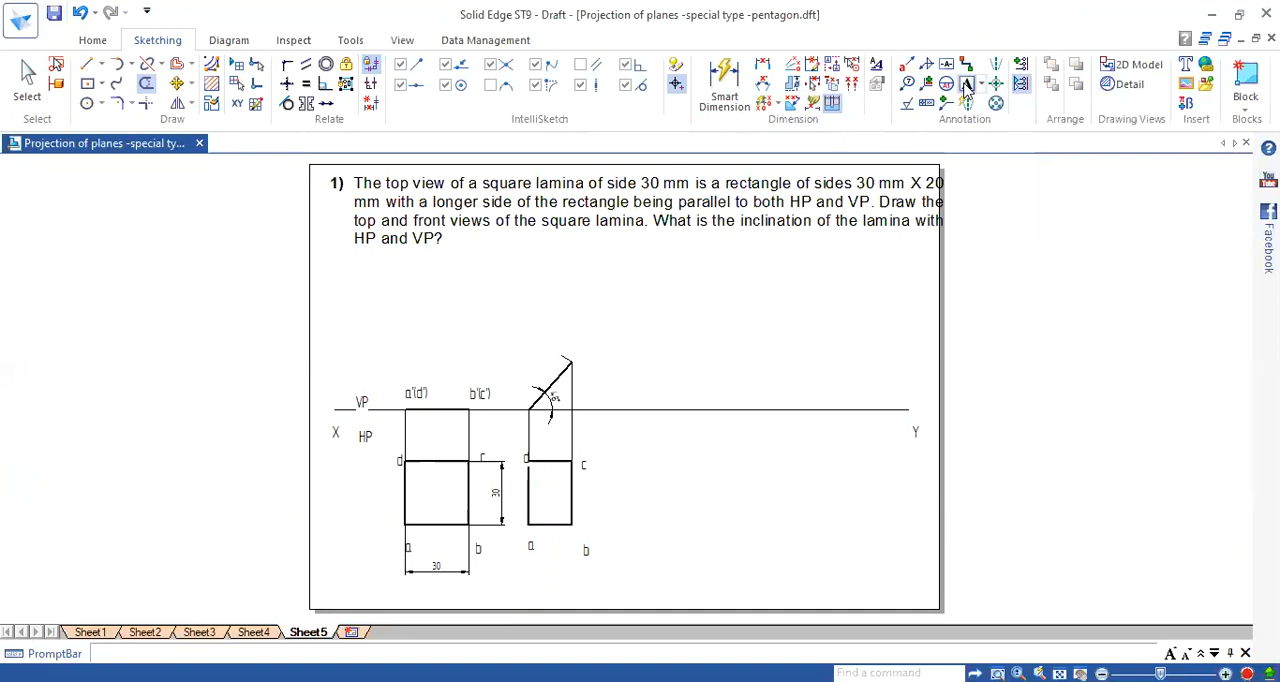 Solid Edge ST9 - Draft - [Projection of planes -special type -pentagon.dft]
Home Sketching Diagram Inspect Tools View Data Management
Select
Smart
Dimension
2D Model
Detail
Block
Select Draw Relate IntelliSketch Dimension Annotation Arrange Drawing Views Insert Blocks
Projection of planes -special ty...
1) The top view of a square lamina of side 30 mm is a rectangle of sides 30 mm X 20
mm with a longer side of the rectangle being parallel to both HP and VP. Draw the
top and front views of the square lamina. What is the inclination of the lamina with
HP and VP?
You
Tube
Facebook
a'(d') b'(c')
VP
X HP Y
d c d c
30
a b a b
30
Sheet1 Sheet2 Sheet3 Sheet4 Sheet5
PromptBar
Find a command